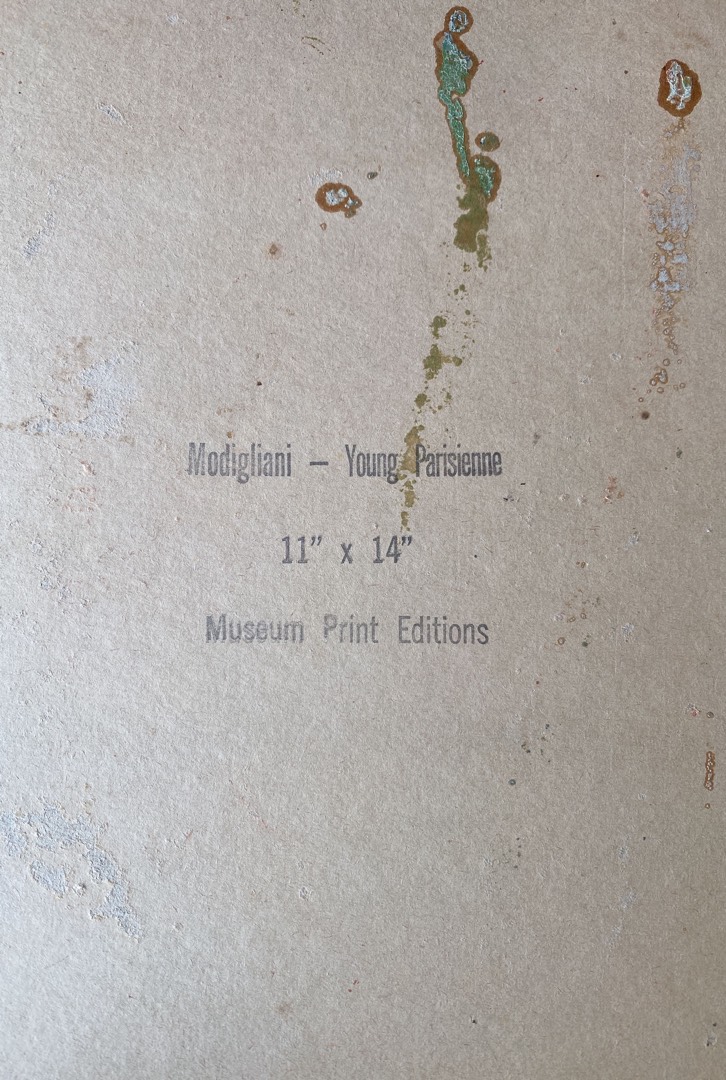 Modigliani – Young Parisienne
11” x 14”
Museum Print Editions